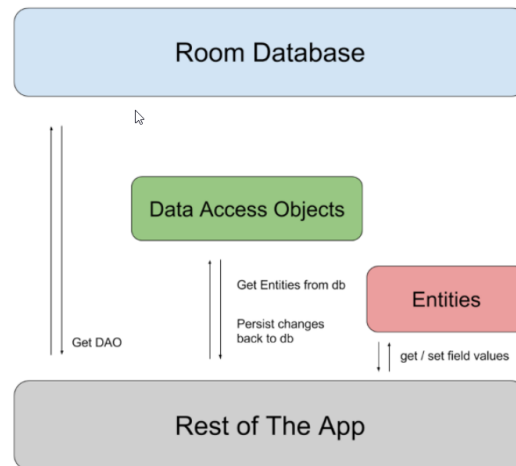 Room Database
Data Access Objects
Get Entities from db
Entities
Persist changes
back to db
Get DAO
get / set field values
Rest of The App